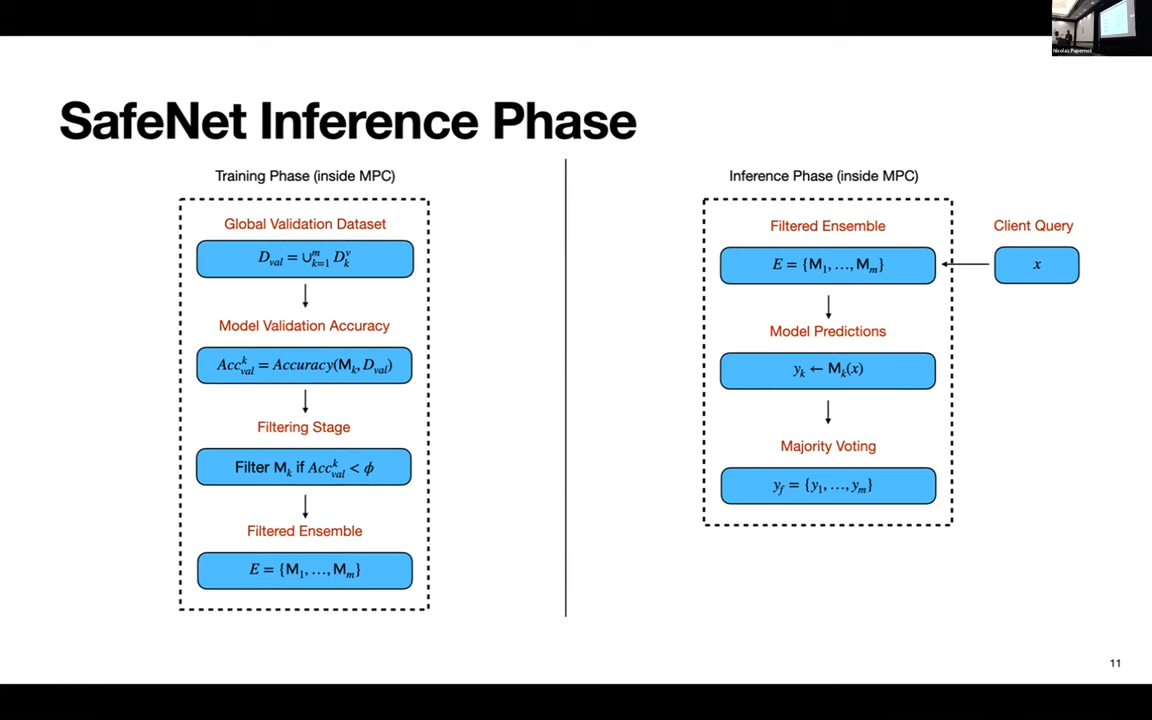 Nicolas Papernot
SafeNet Inference Phase
Training Phase (inside MPC)
Global Validation Dataset
D_val = ∪_{k=1}^m D_k^v
Model Validation Accuracy
Acc_val^k = Accuracy(M_k, D_val)
Filtering Stage
Filter M_k if Acc_val^k < ϕ
Filtered Ensemble
E = {M_1, …, M_m}
Inference Phase (inside MPC)
Filtered Ensemble
E = {M_1, …, M_m}
Client Query
x
Model Predictions
y_k ← M_k(x)
Majority Voting
y_f = {y_1, …, y_m}
11